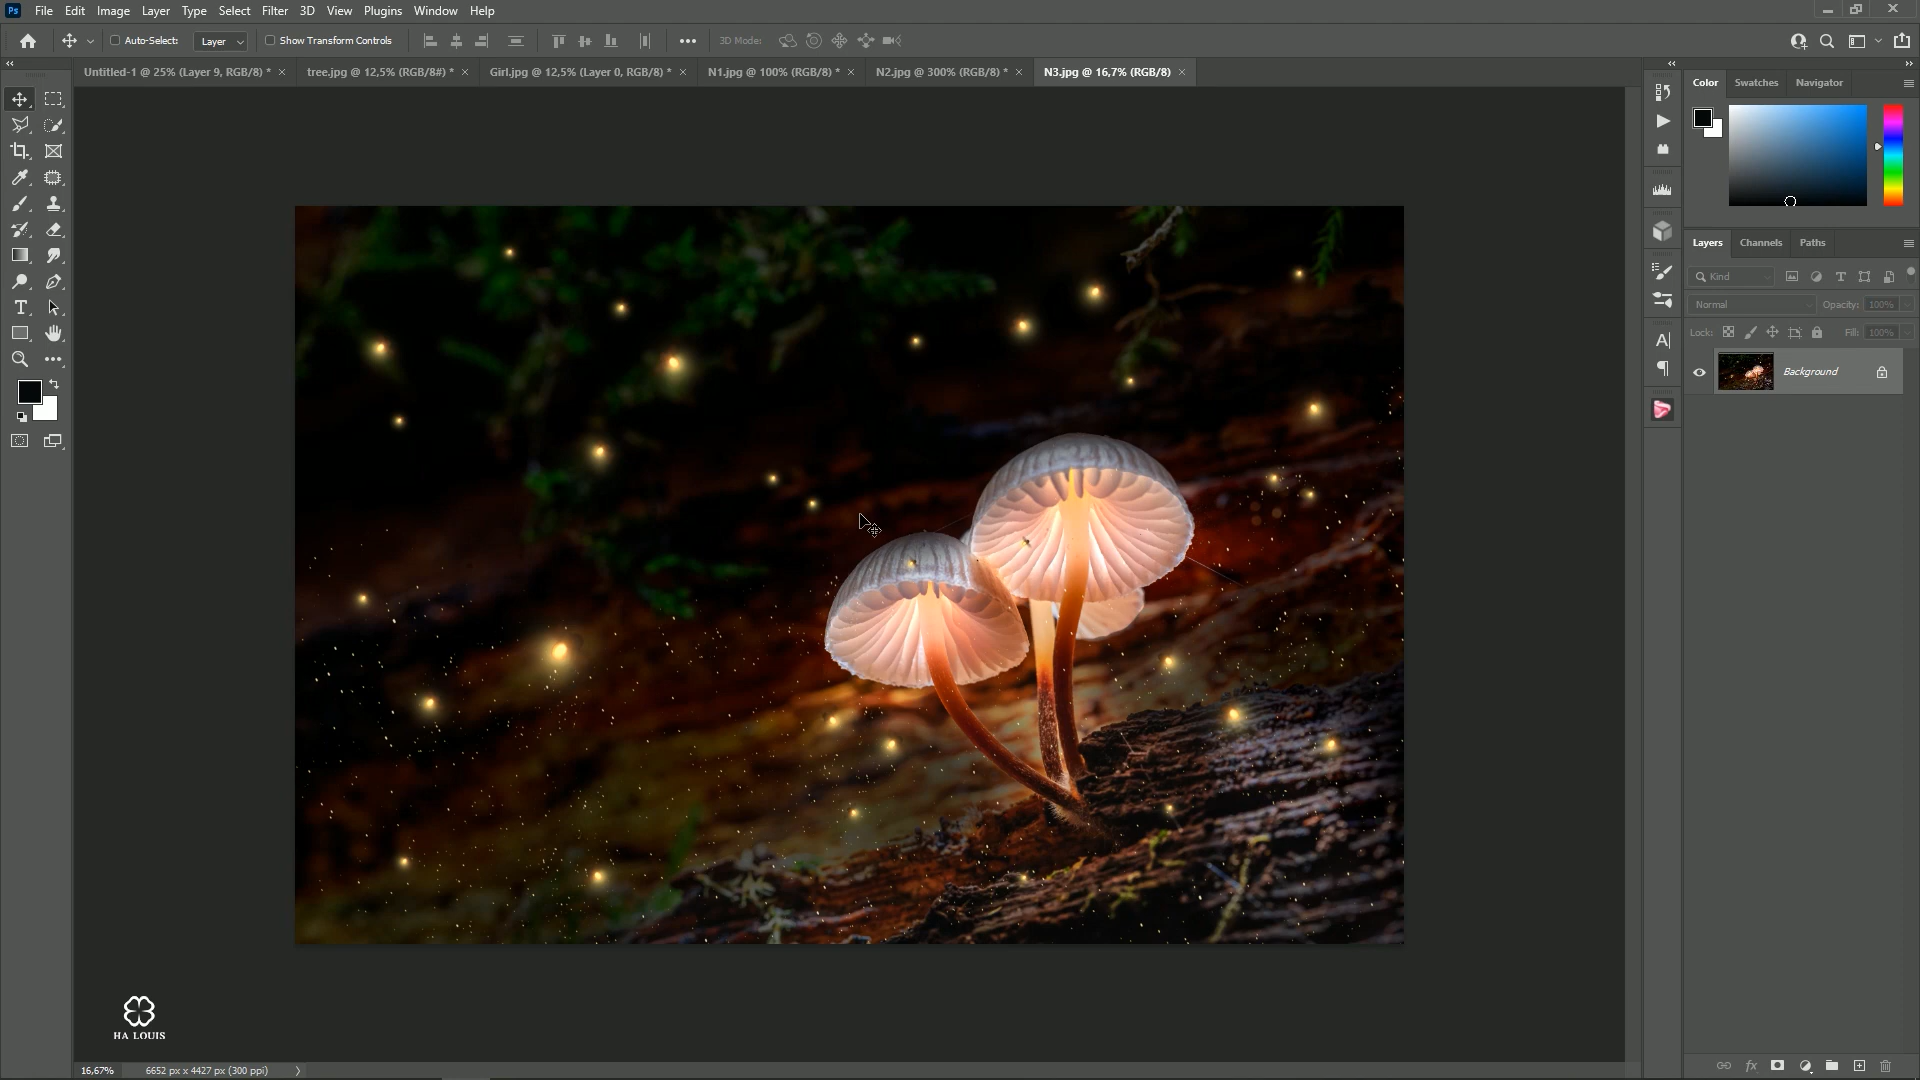 Ps File Edit Image Layer Type Select Filter 3D View Plugins Window Help
Auto-Select: Layer Show Transform Controls 3D Mode:
Untitled-1 @ 25% (Layer 9, RGB/8) * tree.jpg @ 12,5% (RGB/8#) * Girl.jpg @ 12,5% (Layer 0, RGB/8) * N1.jpg @ 100% (RGB/8) * N2.jpg @ 300% (RGB/8) * N3.jpg @ 16,7% (RGB/8)
Color Swatches Navigator
Layers Channels Paths
Kind
Normal Opacity: 100%
Lock: Fill: 100%
Background
HA LOUIS
16,67% 6652 px x 4427 px (300 ppi)